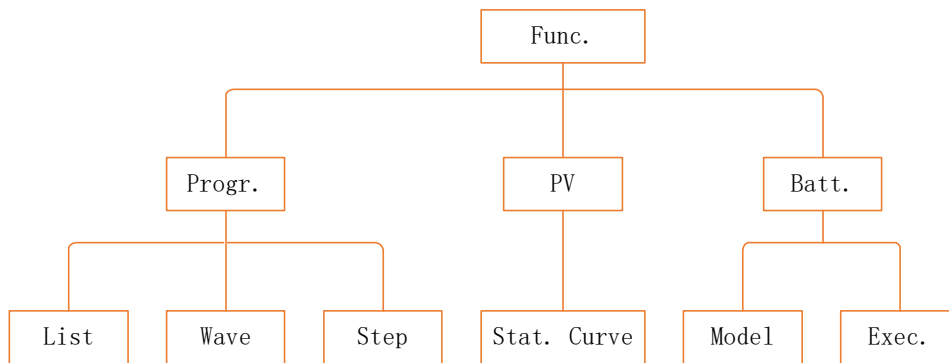 Func.
Progr.
PV
Batt.
List
Wave
Step
Stat. Curve
Model
Exec.